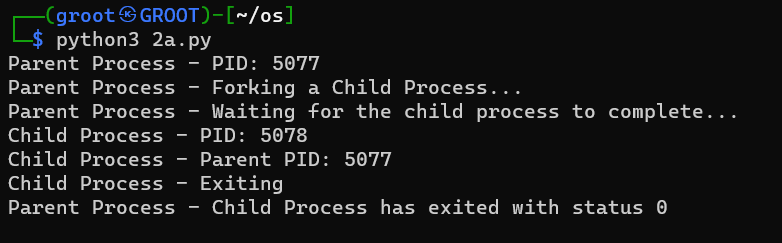 ┌──(groot㉿GROOT)-[~/os]
└─$ python3 2a.py
Parent Process - PID: 5077
Parent Process - Forking a Child Process...
Parent Process - Waiting for the child process to complete...
Child Process - PID: 5078
Child Process - Parent PID: 5077
Child Process - Exiting
Parent Process - Child Process has exited with status 0